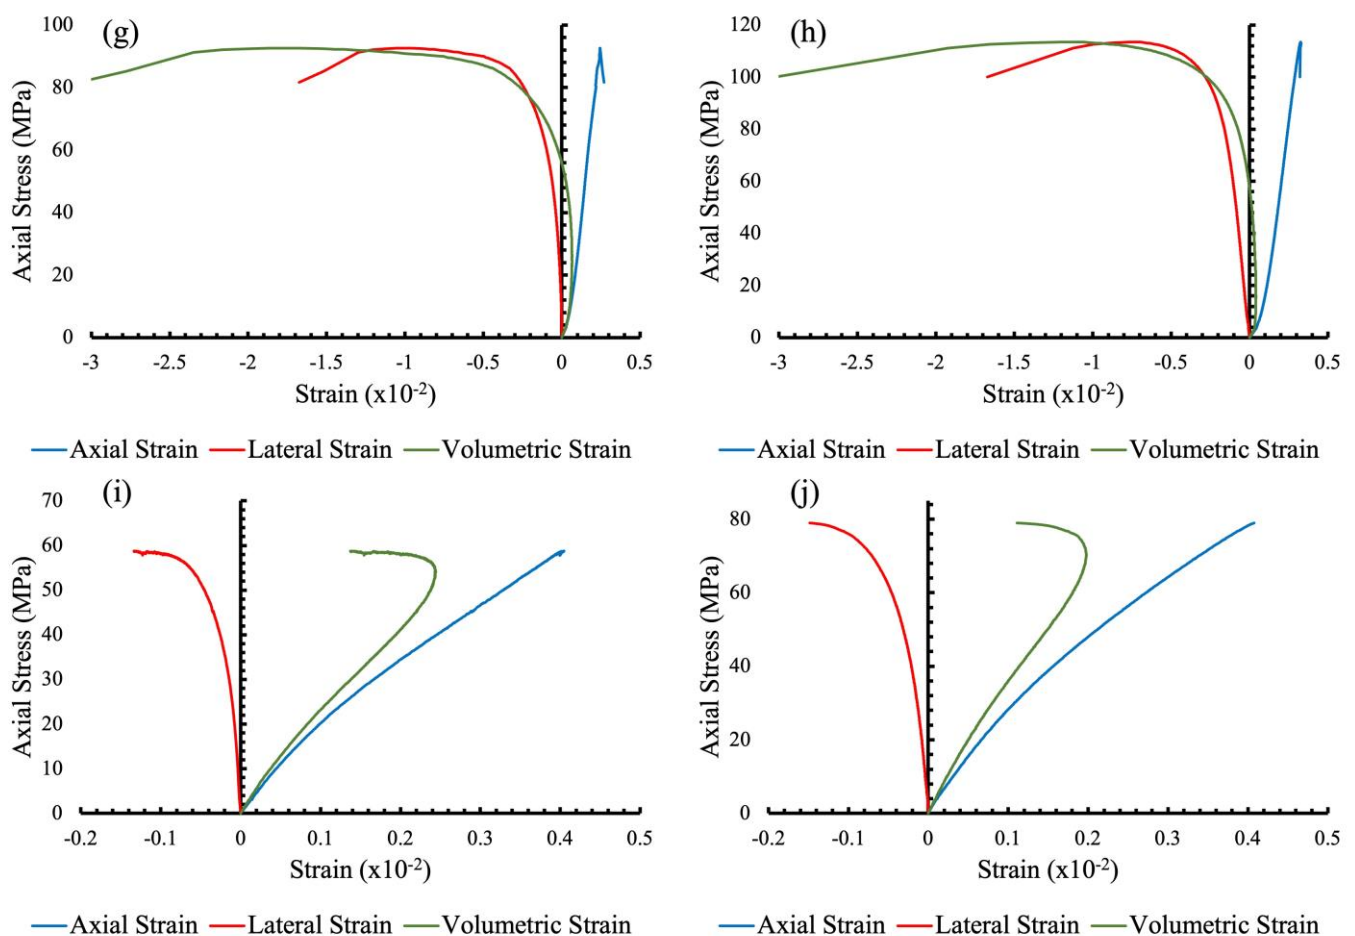 (g)
100
80
60
40
20
0
Axial Stress (MPa)
-3 -2.5 -2 -1.5 -1 -0.5 0 0.5
Strain (x10-2)
Axial Strain Lateral Strain Volumetric Strain
(h)
120
100
80
60
40
20
0
Axial Stress (MPa)
-3 -2.5 -2 -1.5 -1 -0.5 0 0.5
Strain (x10-2)
Axial Strain Lateral Strain Volumetric Strain
(i)
70
60
50
40
30
20
10
0
Axial Stress (MPa)
-0.2 -0.1 0 0.1 0.2 0.3 0.4 0.5
Strain (x10-2)
Axial Strain Lateral Strain Volumetric Strain
(j)
80
60
40
20
0
Axial Stress (MPa)
-0.2 -0.1 0 0.1 0.2 0.3 0.4 0.5
Strain (x10-2)
Axial Strain Lateral Strain Volumetric Strain